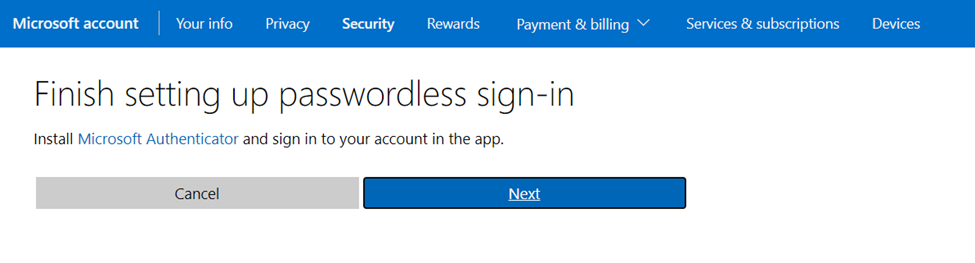 Microsoft account Your info Privacy Security Rewards Payment & billing Services & subscriptions Devices
Finish setting up passwordless sign-in
Install Microsoft Authenticator and sign in to your account in the app.
Cancel Next